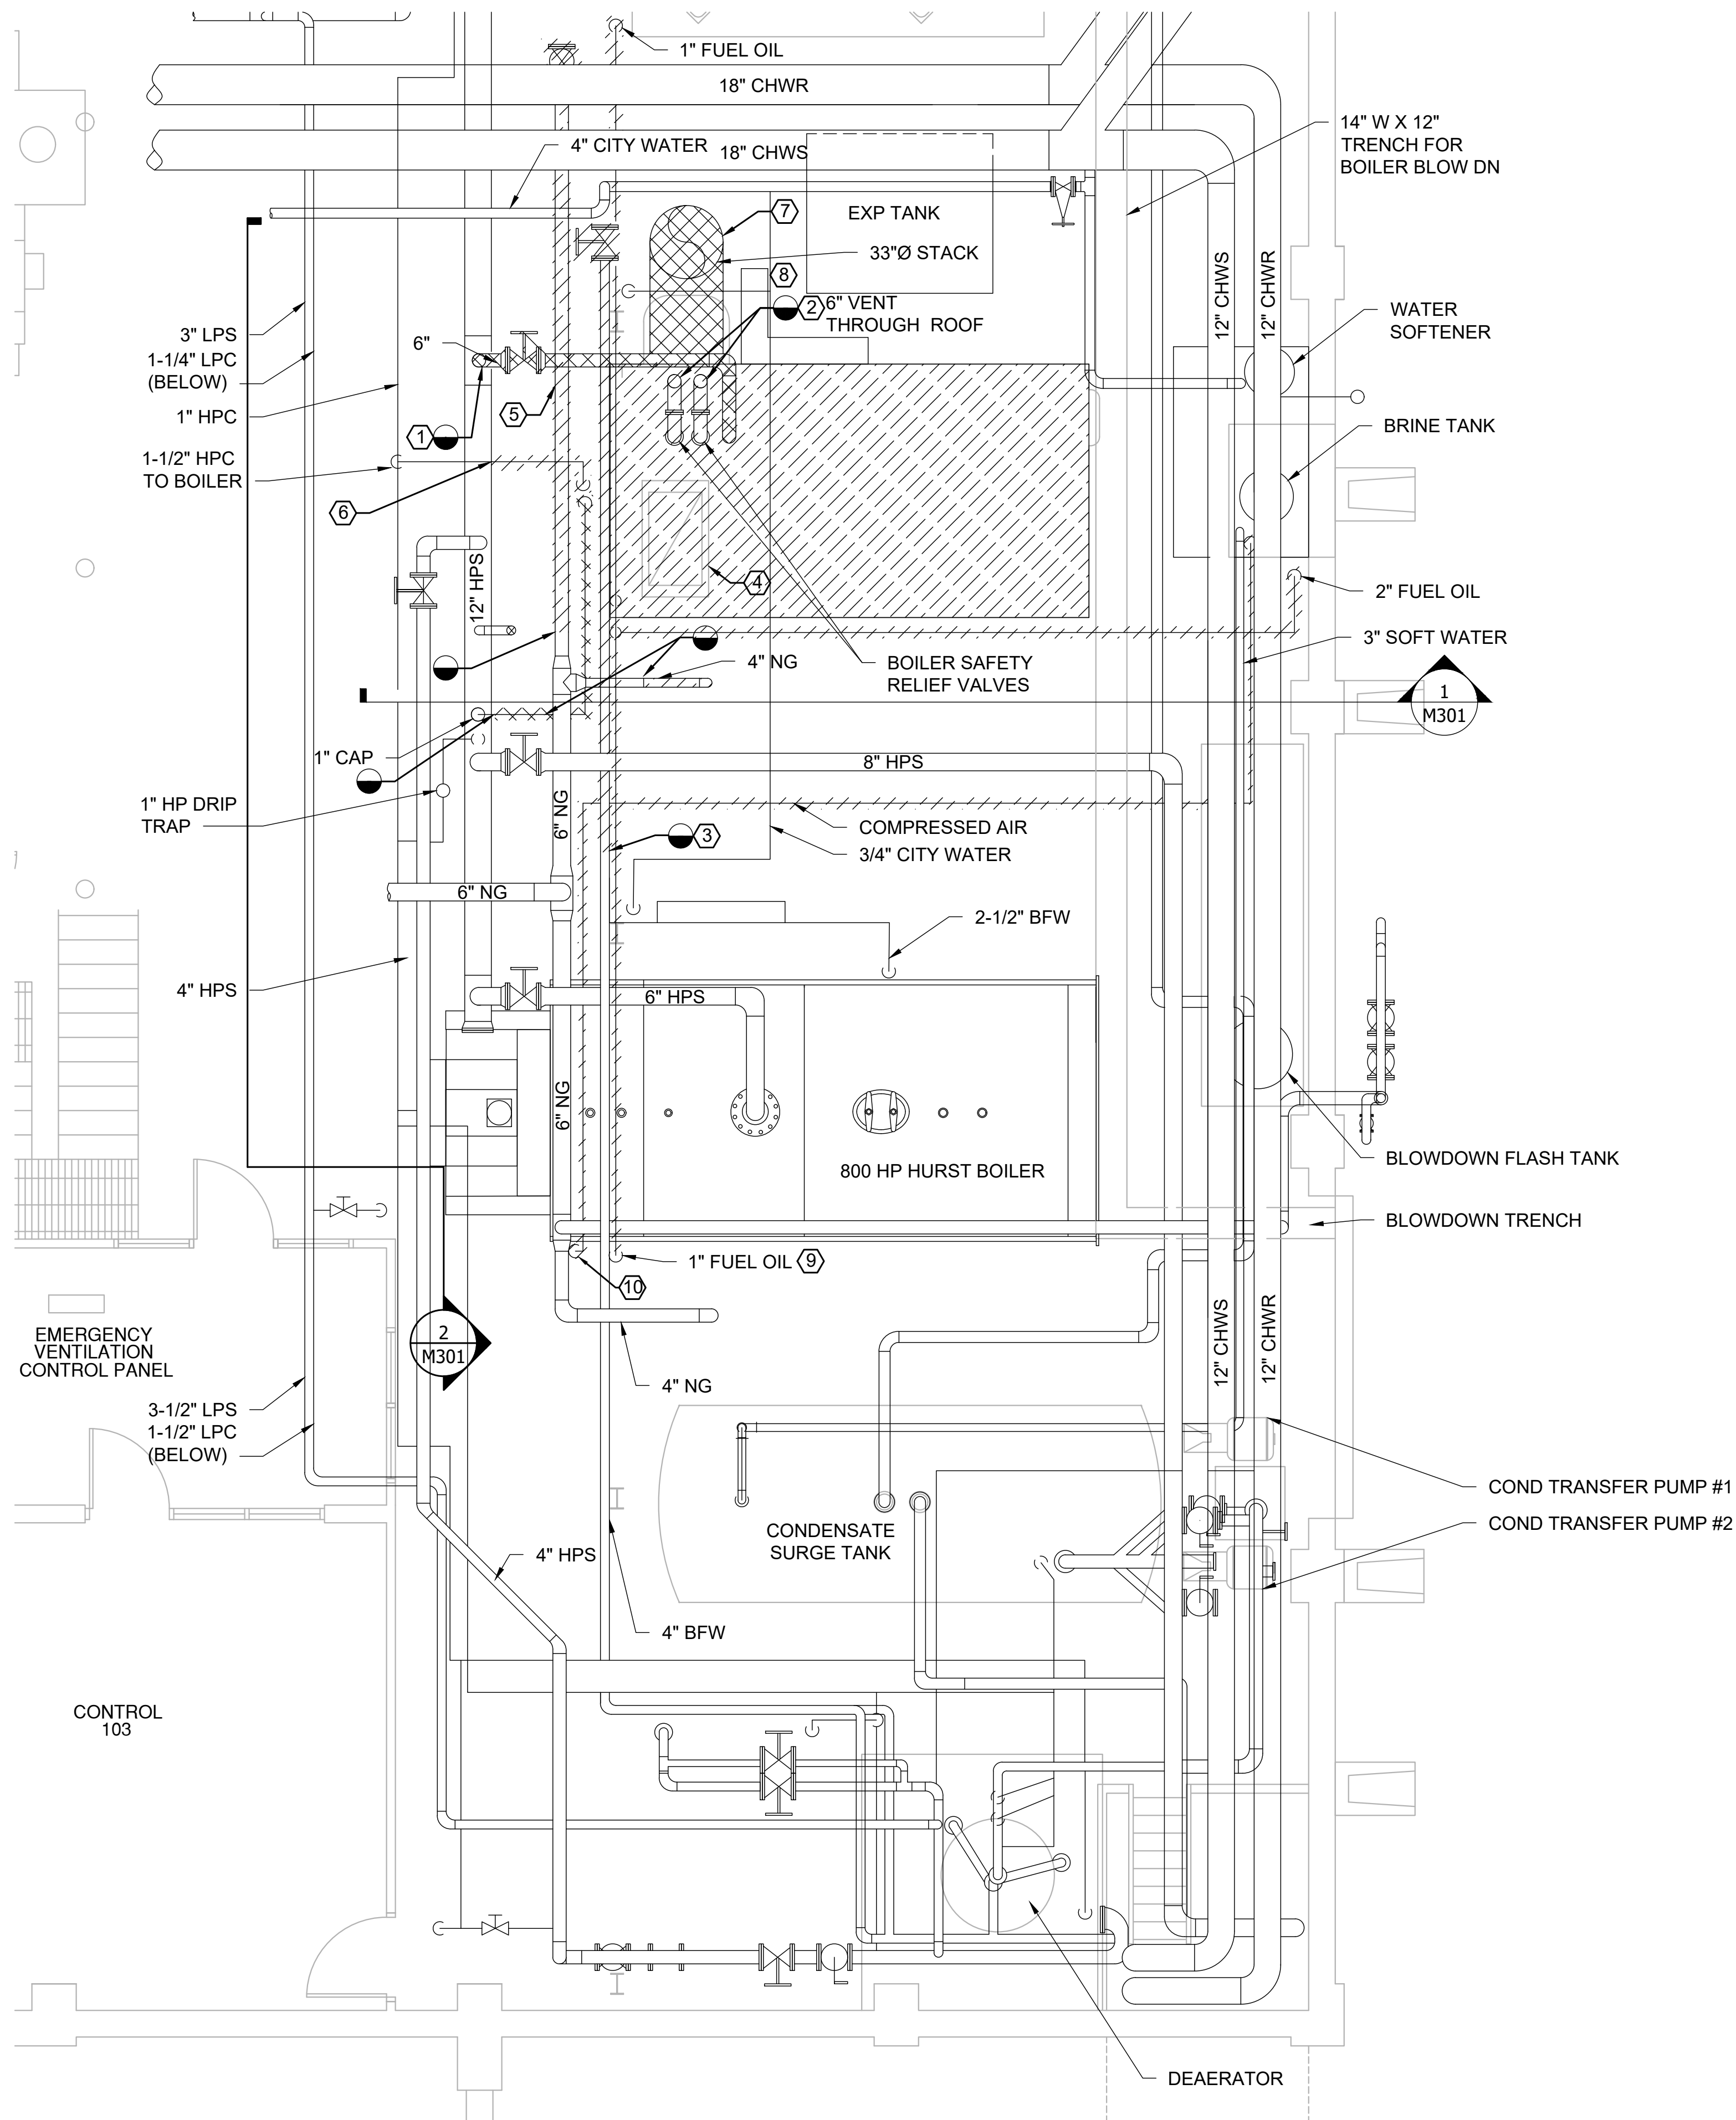 1" FUEL OIL
18" CHWR
14" W X 12"
TRENCH FOR
BOILER BLOW DN
4" CITY WATER
18" CHWS
7
EXP TANK
33"Ø STACK
8
2
6" VENT
THROUGH ROOF
12" CHWS
12" CHWR
WATER
SOFTENER
3" LPS
1-1/4" LPC
(BELOW)
6"
1" HPC
5
1
BRINE TANK
1-1/2" HPC
TO BOILER
6
12" HPS
4
2" FUEL OIL
3" SOFT WATER
4" NG
BOILER SAFETY
RELIEF VALVES
1
M301
1" CAP
8" HPS
1" HP DRIP
TRAP
6" NG
COMPRESSED AIR
3
3/4" CITY WATER
6" NG
2-1/2" BFW
4" HPS
6" HPS
6" NG
800 HP HURST BOILER
BLOWDOWN FLASH TANK
BLOWDOWN TRENCH
1" FUEL OIL
9
10
EMERGENCY
VENTILATION
CONTROL PANEL
2
M301
12" CHWS
12" CHWR
4" NG
3-1/2" LPS
1-1/2" LPC
(BELOW)
COND TRANSFER PUMP #1
COND TRANSFER PUMP #2
CONDENSATE
SURGE TANK
4" HPS
4" BFW
CONTROL
103
DEAERATOR